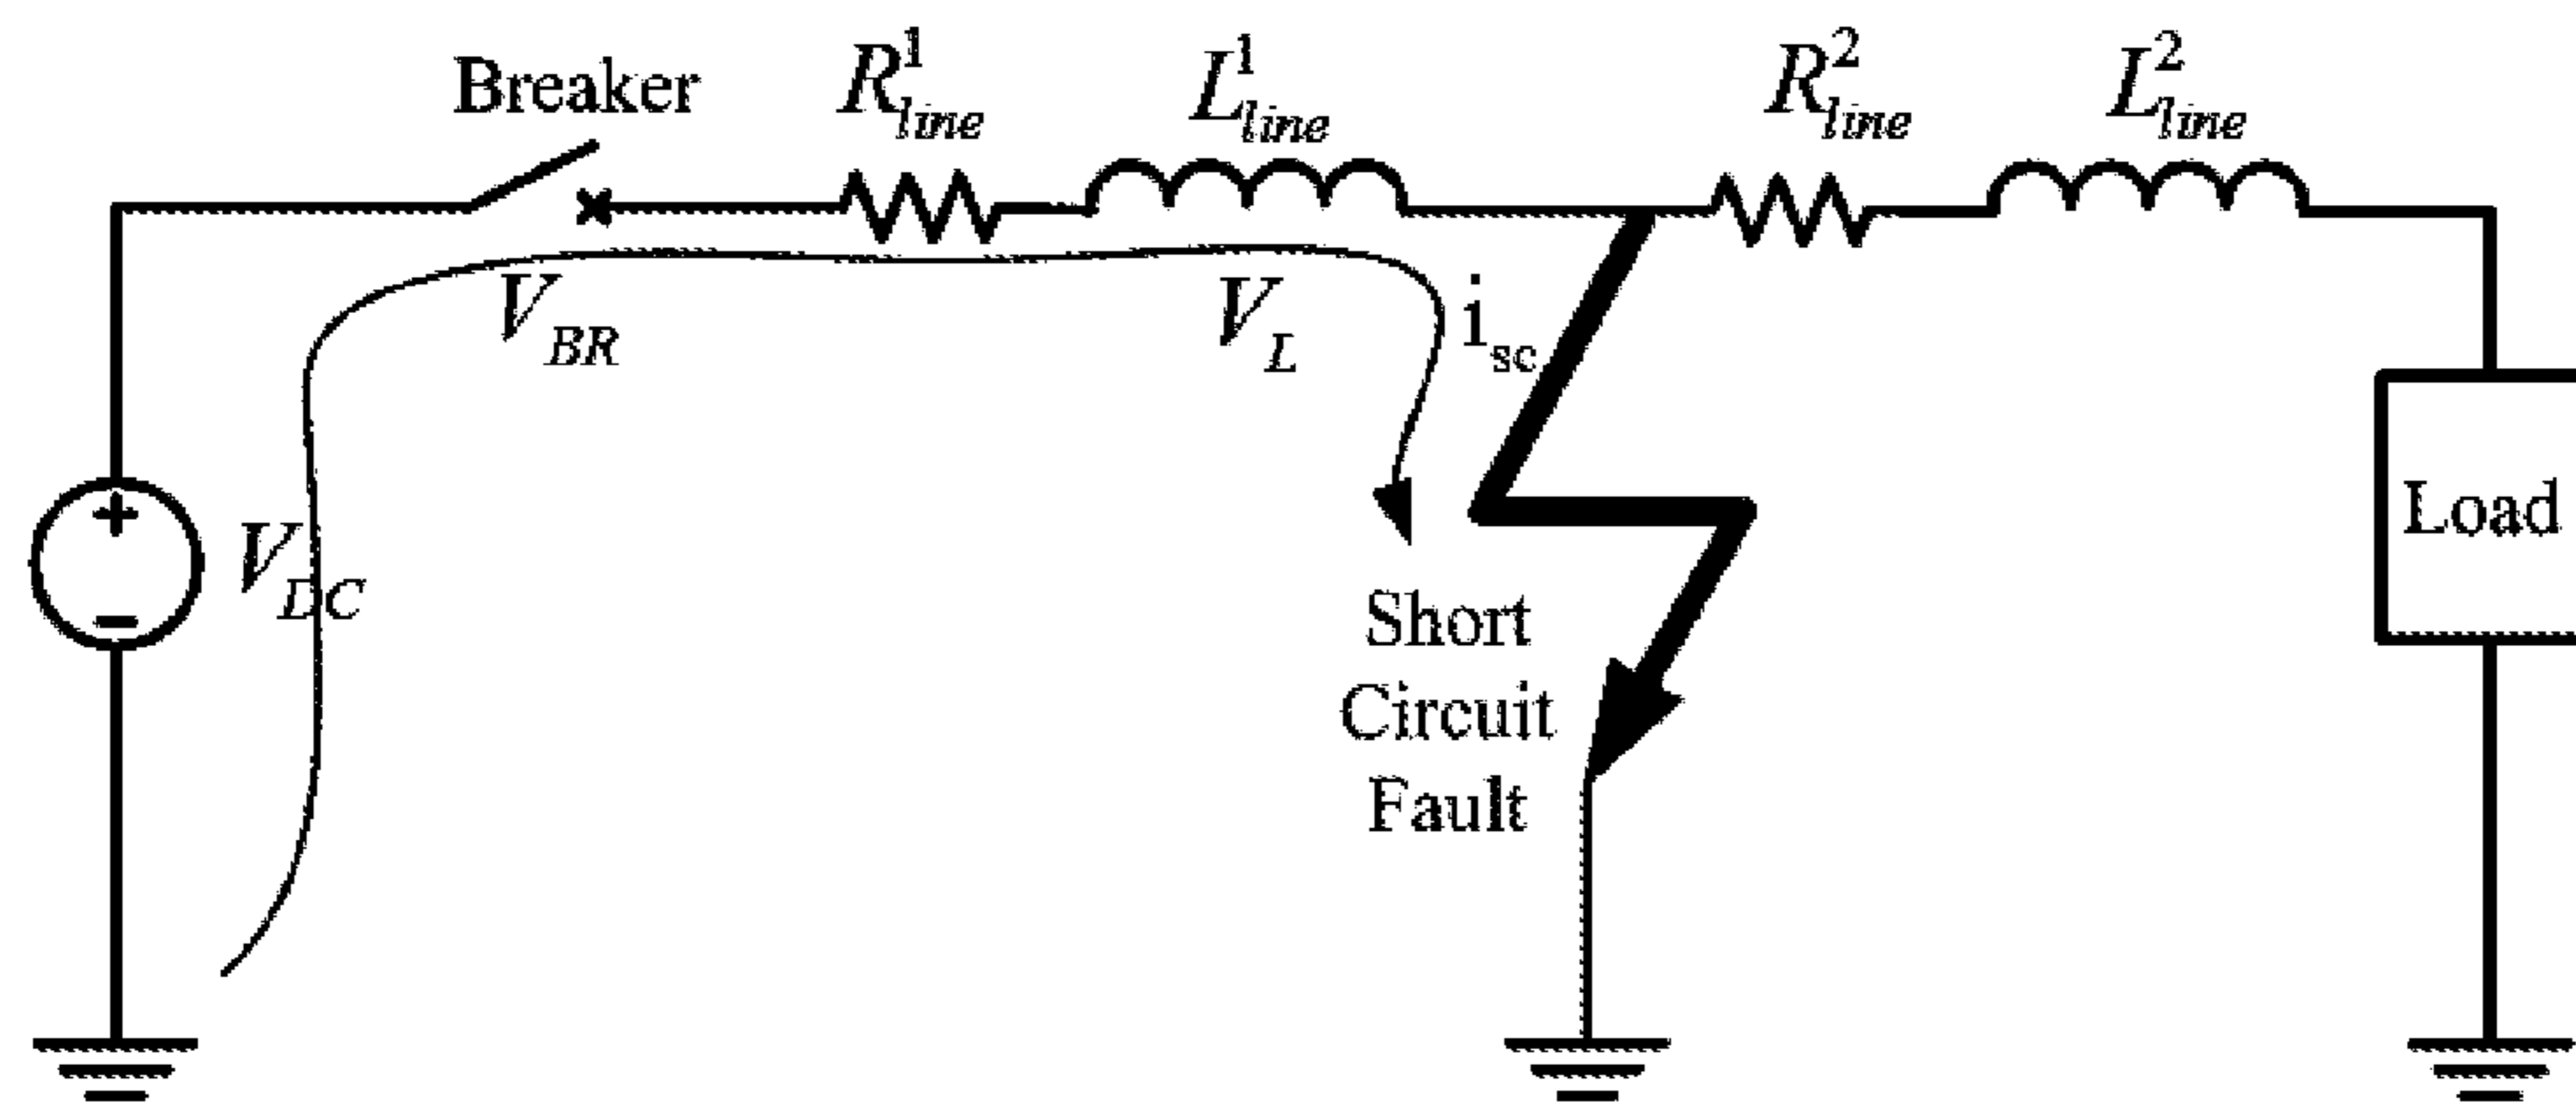 Breaker
R¹line
L¹line
R²line
L²line
VBR
VL
isc
+
−
VDC
Load
Short
Circuit
Fault